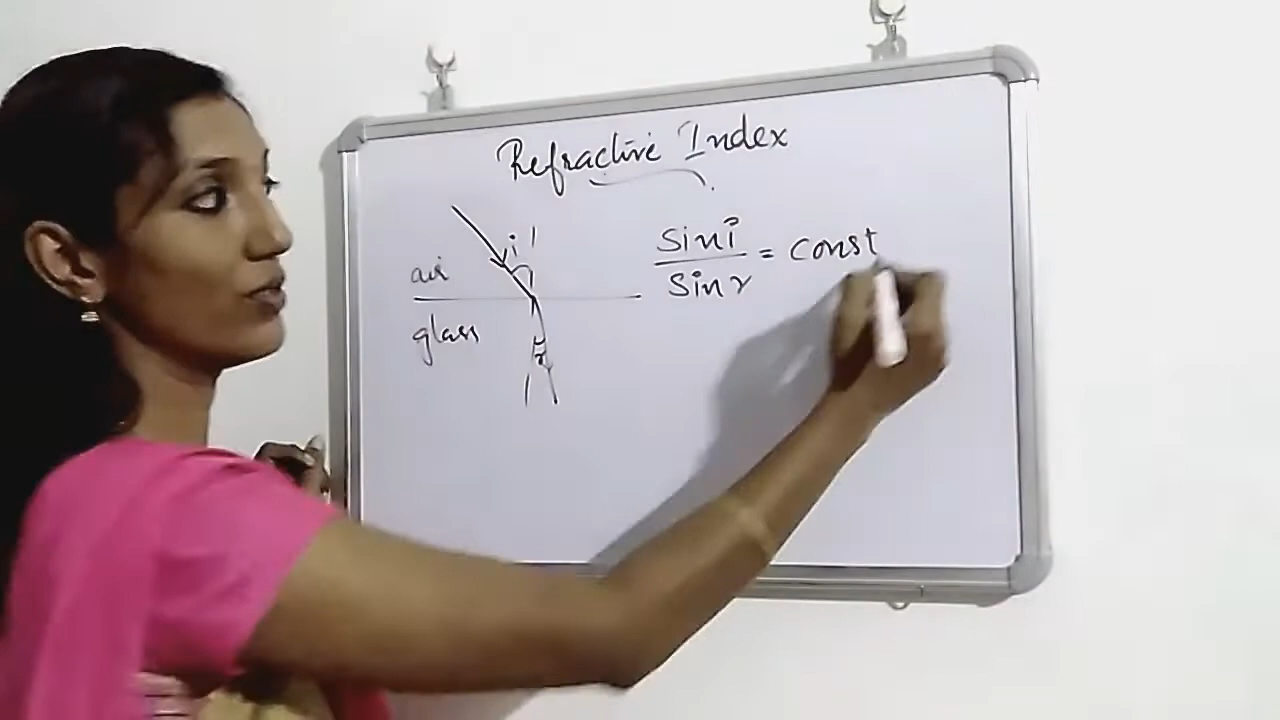 Refractive Index
i
air
glass
r
sin i
sin r
= const